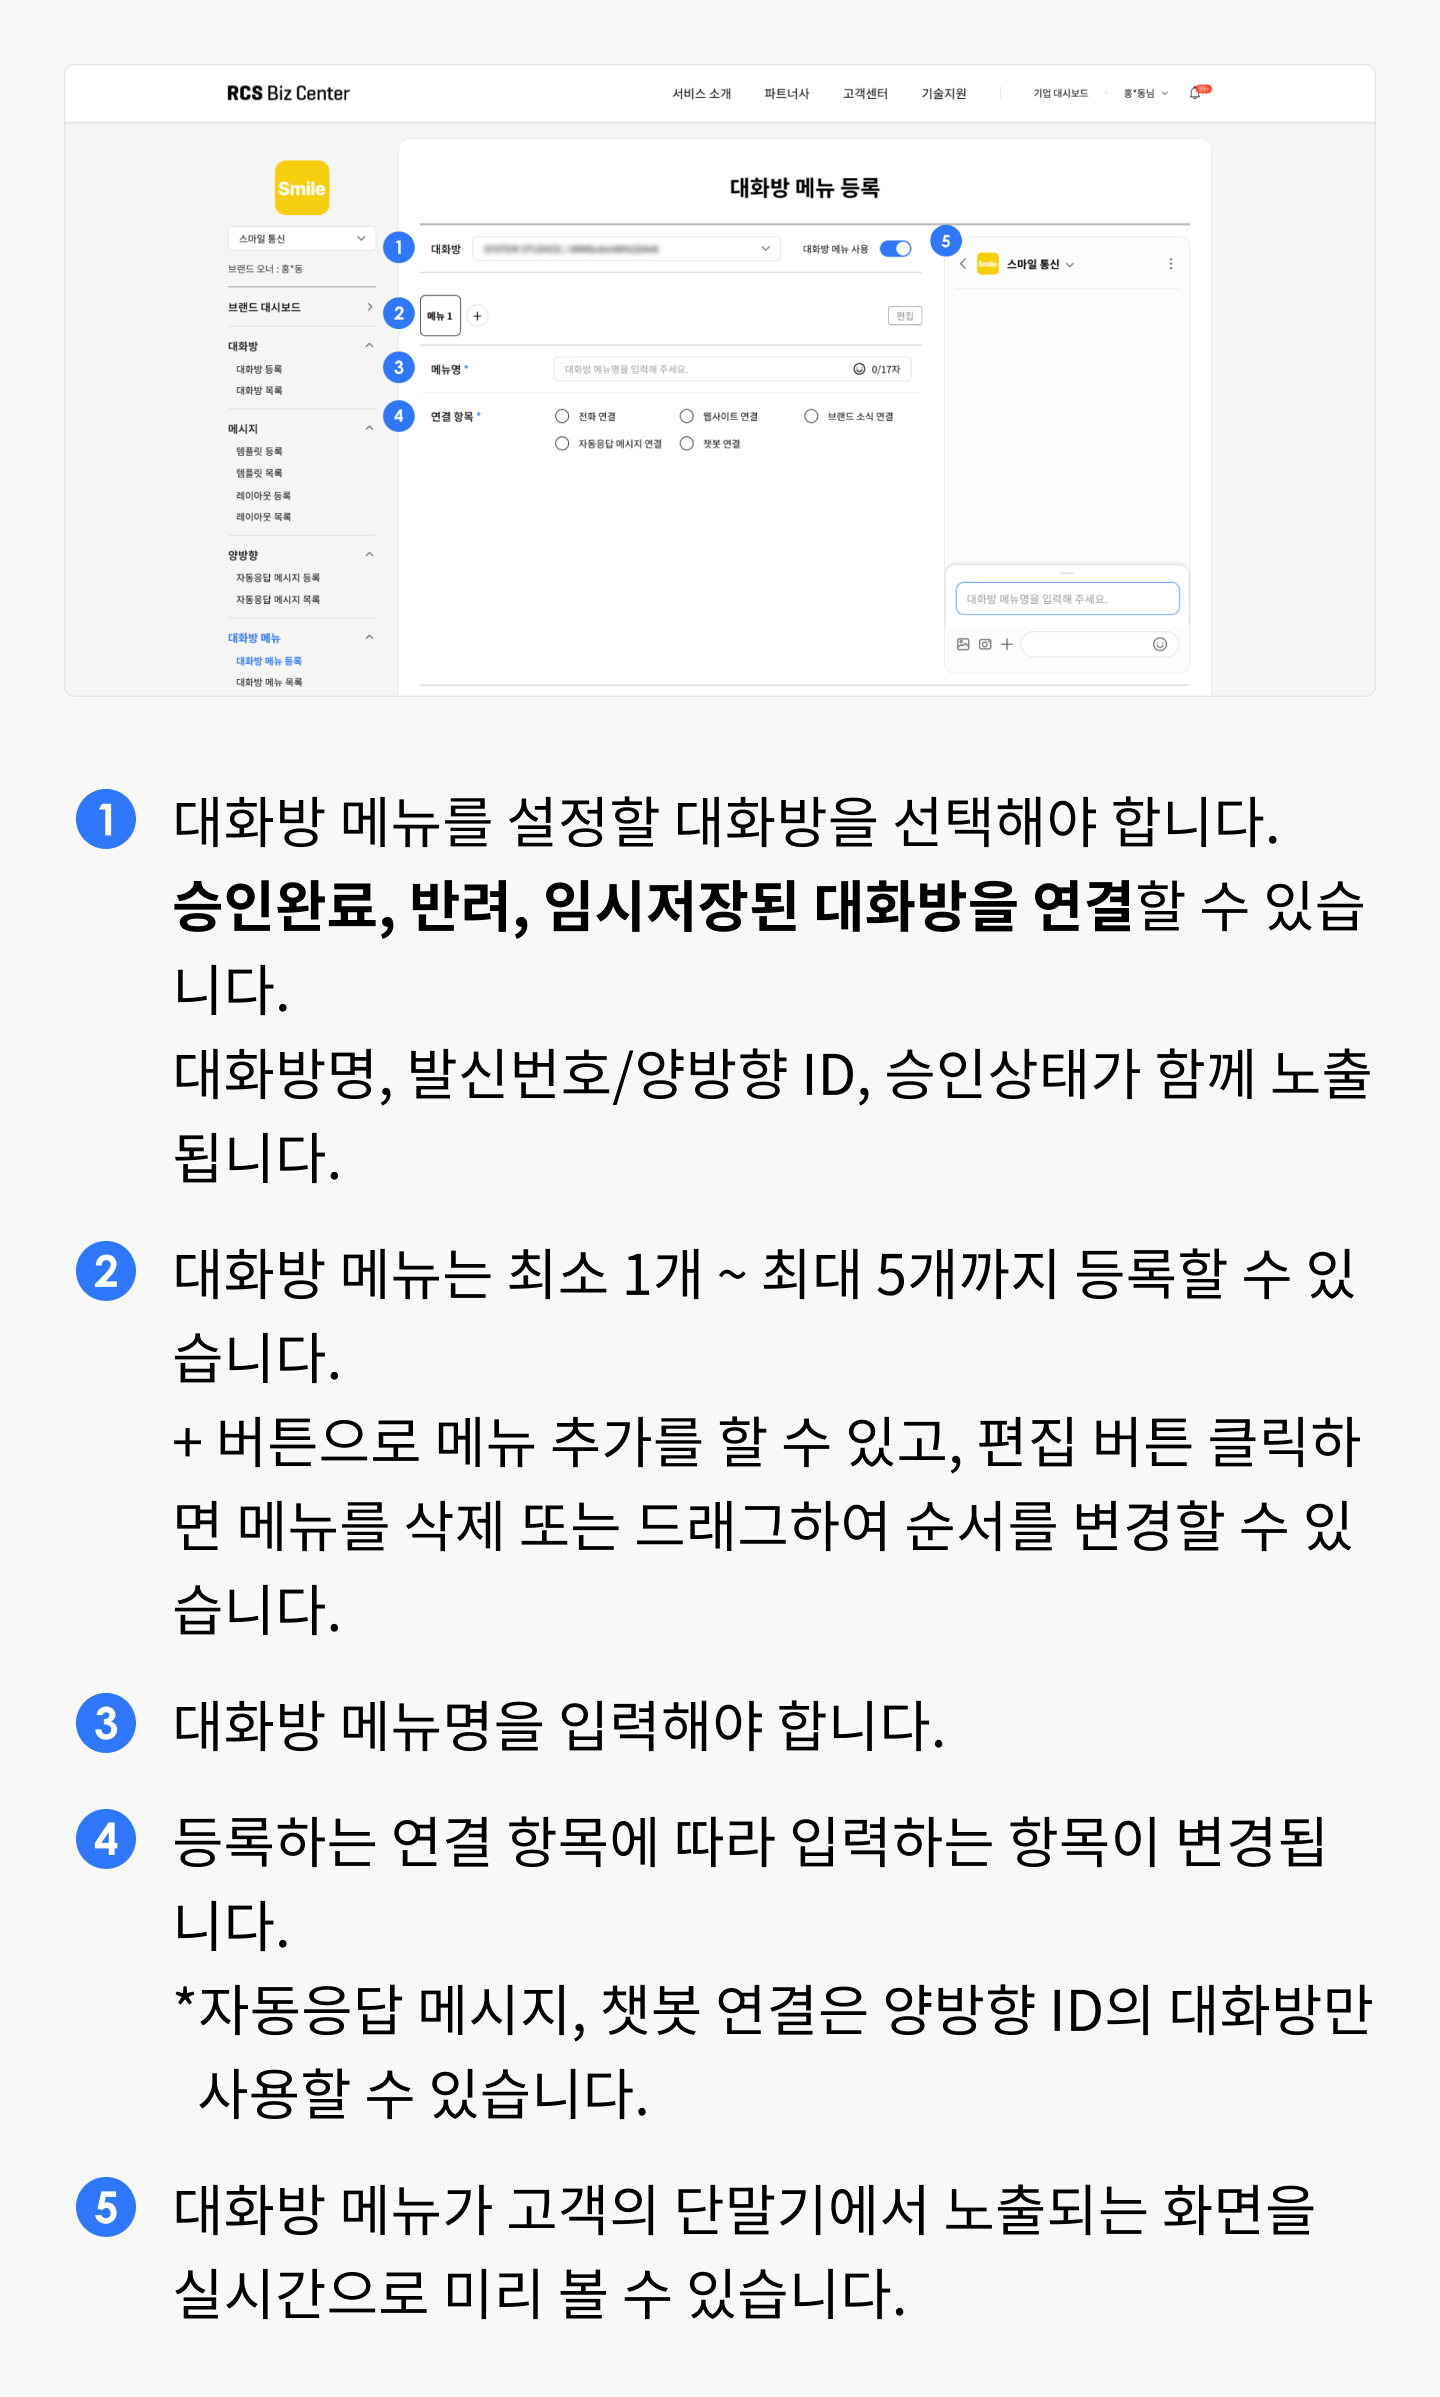 RCS Biz Center
서비스 소개 파트너사 고객센터 기술지원 기업 대시보드 홍*동님 99+
Smile
스마일 통신
브랜드 오너 : 홍*동
브랜드 대시보드
대화방
대화방 등록
대화방 목록
메시지
템플릿 등록
템플릿 목록
레이아웃 등록
레이아웃 목록
양방향
자동응답 메시지 등록
자동응답 메시지 목록
대화방 메뉴
대화방 메뉴 등록
대화방 메뉴 목록
대화방 메뉴 등록
1 대화방 대화방 메뉴 사용
2 메뉴 1 + 편집
3 메뉴명 * 대화방 메뉴명을 입력해 주세요. 0/17자
4 연결 항목 * 전화 연결 웹사이트 연결 브랜드 소식 연결
자동응답 메시지 연결 챗봇 연결
5
Smile 스마일 통신
대화방 메뉴명을 입력해 주세요.
1 대화방 메뉴를 설정할 대화방을 선택해야 합니다.
승인완료, 반려, 임시저장된 대화방을 연결할 수 있습
니다.
대화방명, 발신번호/양방향 ID, 승인상태가 함께 노출
됩니다.
2 대화방 메뉴는 최소 1개 ~ 최대 5개까지 등록할 수 있
습니다.
+ 버튼으로 메뉴 추가를 할 수 있고, 편집 버튼 클릭하
면 메뉴를 삭제 또는 드래그하여 순서를 변경할 수 있
습니다.
3 대화방 메뉴명을 입력해야 합니다.
4 등록하는 연결 항목에 따라 입력하는 항목이 변경됩
니다.
*자동응답 메시지, 챗봇 연결은 양방향 ID의 대화방만
사용할 수 있습니다.
5 대화방 메뉴가 고객의 단말기에서 노출되는 화면을
실시간으로 미리 볼 수 있습니다.